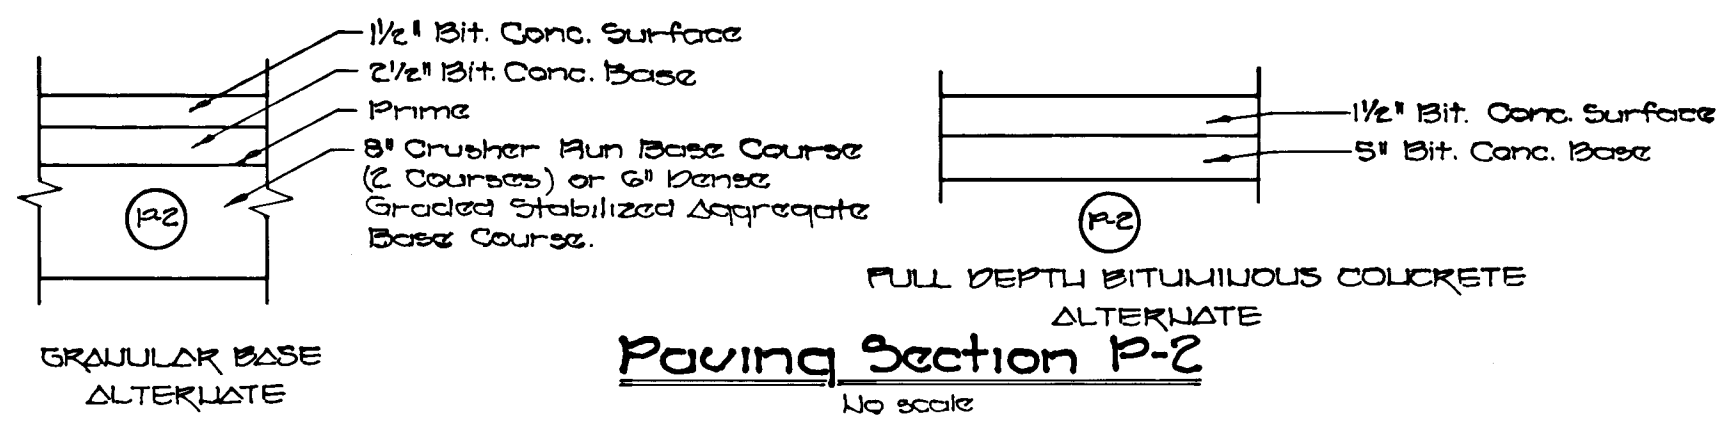 1½" Bit. Conc. Surface
2½" Bit. Conc. Base
Prime
8" Crusher Run Base Course
(2 Courses) or 6" Dense
Graded Stabilized Aggregate
Base Course.
P-2
GRANULAR BASE
ALTERNATE
1½" Bit. Conc. Surface
5" Bit. Conc. Base
P-2
FULL DEPTH BITUMINOUS CONCRETE
ALTERNATE
Paving Section P-2
No scale